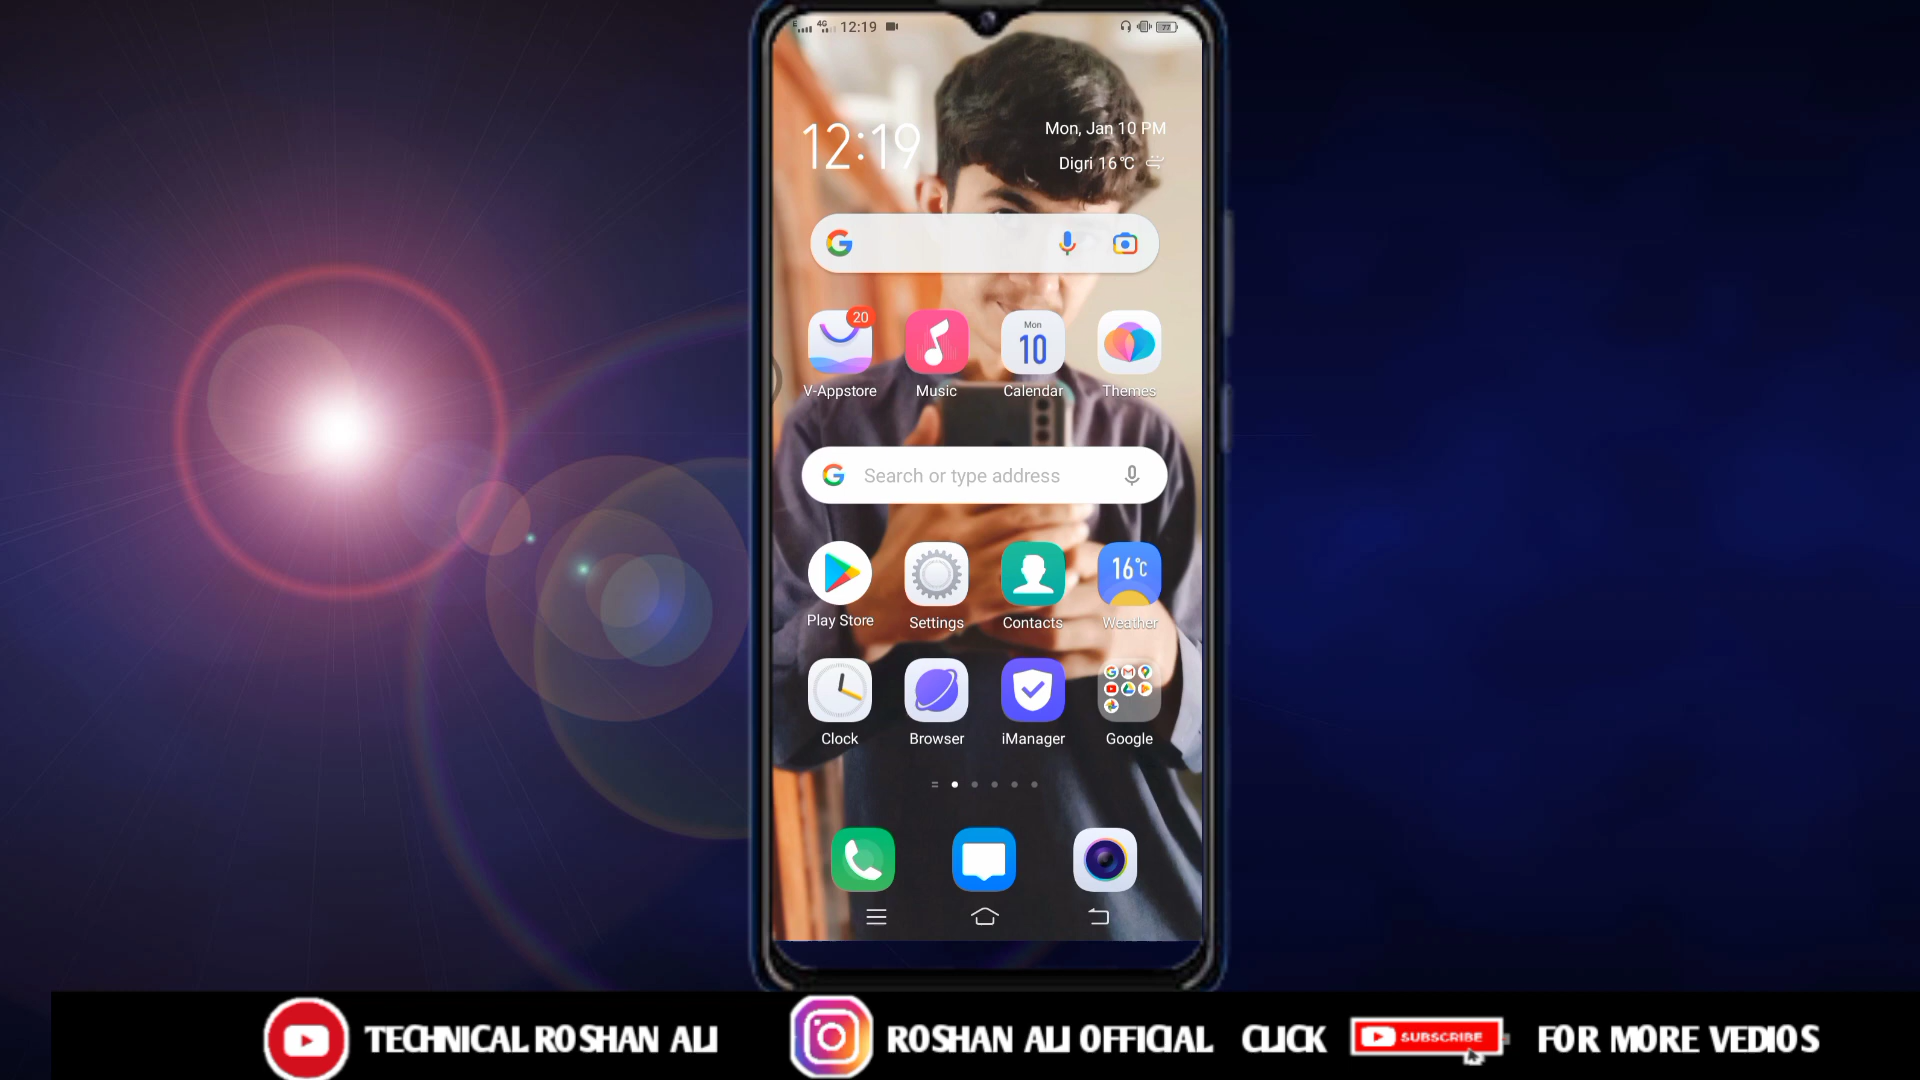 E 4G 12:19 77
12:19
Mon, Jan 10 PM
Digri 16°C
20
Mon
10
V-Appstore Music Calendar Themes
Search or type address
16°c
Play Store Settings Contacts Weather
Clock Browser iManager Google
TECHNICAL ROSHAN ALI ROSHAN ALI OFFICIAL CLICK SUBSCRIBE FOR MORE VEDIOS